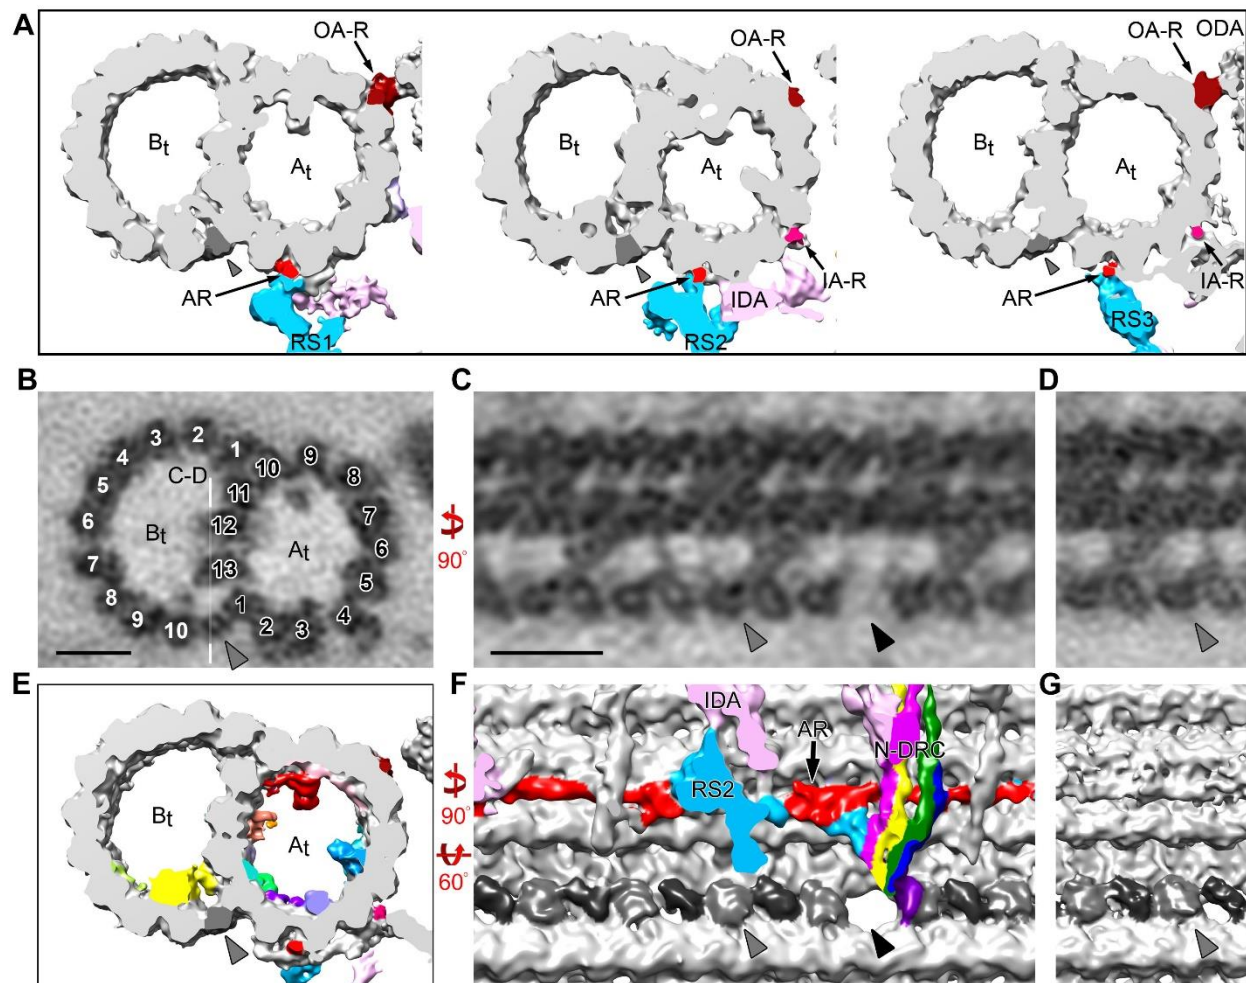 A
OA-R
Bt
At
AR
RS1
OA-R
Bt
At
AR
IDA
IA-R
RS2
OA-R ODA
Bt
At
AR
IA-R
RS3
B
3 2
4 1
10 9
C-D
8
5
11
7
6
Bt
12
At
6
7
13
5
8
1
4
9
10
2
3
C
90°
D
E
Bt
At
90°
60°
F
IDA
AR
N-DRC
RS2
G